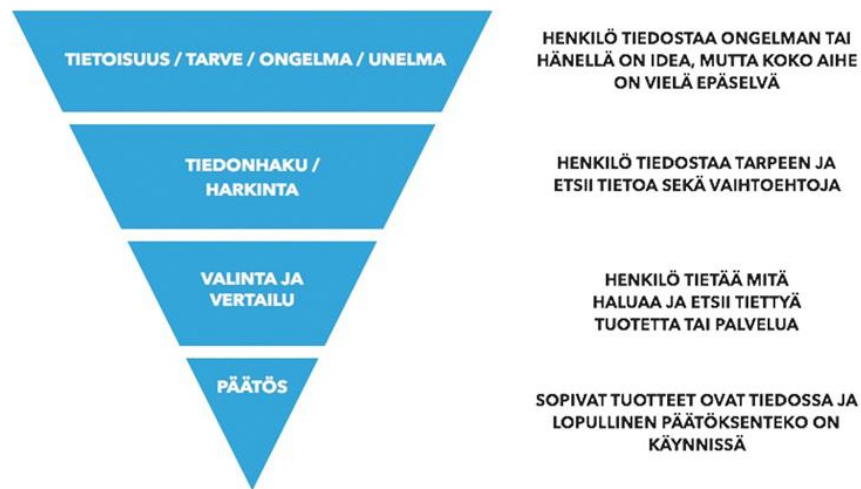 TIETOISUUS / TARVE / ONGELMA / UNELMA
HENKILÖ TIEDOSTAA ONGELMAN TAI
HÄNELLÄ ON IDEA, MUTTA KOKO AIHE
ON VIELÄ EPÄSELVÄ
TIEDONHAKU /
HARKINTA
HENKILÖ TIEDOSTAA TARPEEN JA
ETSII TIETOA SEKÄ VAIHTOEHTOJA
VALINTA JA
VERTAILU
HENKILÖ TIETÄÄ MITÄ
HALUAA JA ETSII TIETTYÄ
TUOTETTA TAI PALVELUA
PÄÄTÖS
SOPIVAT TUOTTEET OVAT TIEDOSSA JA
LOPULLINEN PÄÄTÖKSENTEKO ON
KÄYNNISSÄ